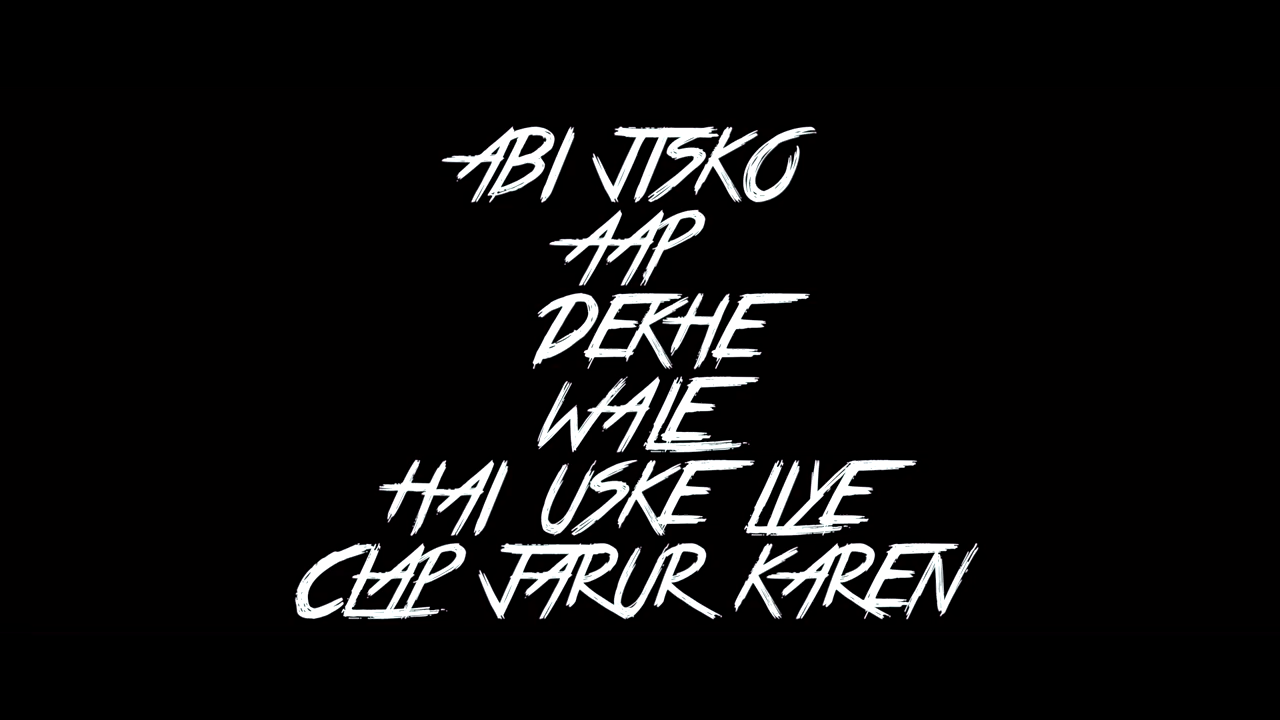 ABI JISKO
AAP
DEKHE
WALE
HAI USKE LIYE
CLAP JARUR KAREN